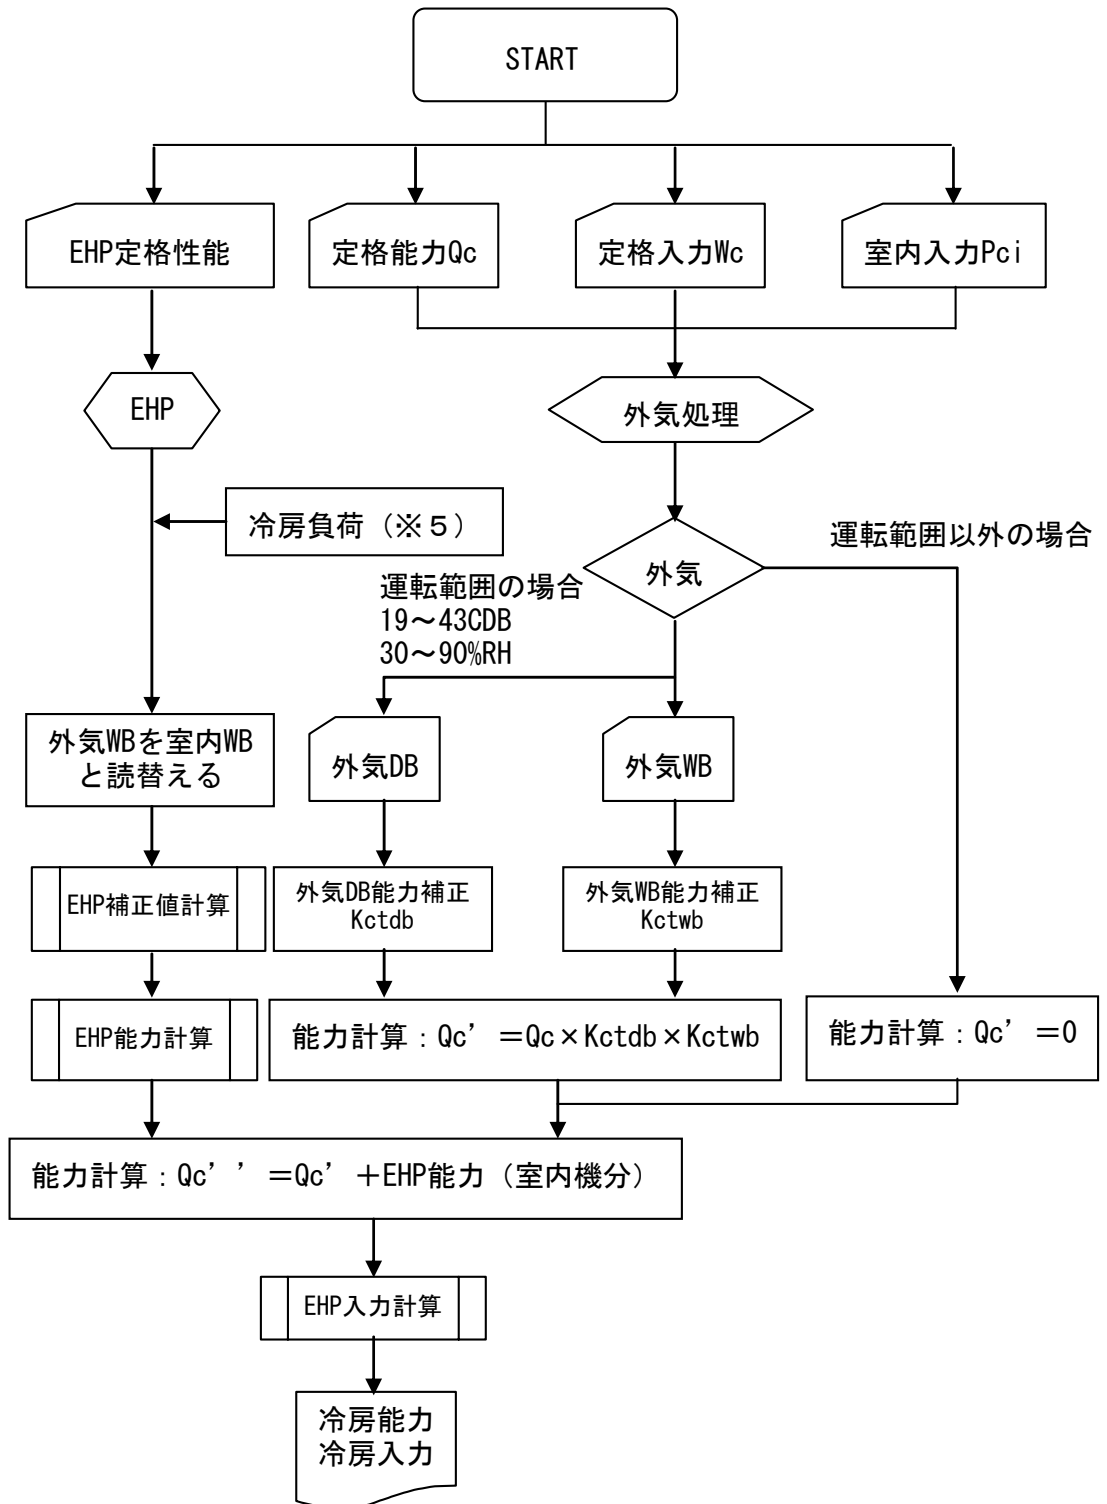 START
EHP定格性能
定格能力Qc
定格入力Wc
室内入力Pci
EHP
外気処理
冷房負荷（※５）
運転範囲以外の場合
外気
運転範囲の場合
19～43CDB
30～90%RH
外気WBを室内WB
と読替える
外気DB
外気WB
EHP補正値計算
外気DB能力補正
Kctdb
外気WB能力補正
Kctwb
EHP能力計算
能力計算：Qc’＝Qc×Kctdb×Kctwb
能力計算：Qc’＝0
能力計算：Qc’’＝Qc’＋EHP能力（室内機分）
EHP入力計算
冷房能力
冷房入力